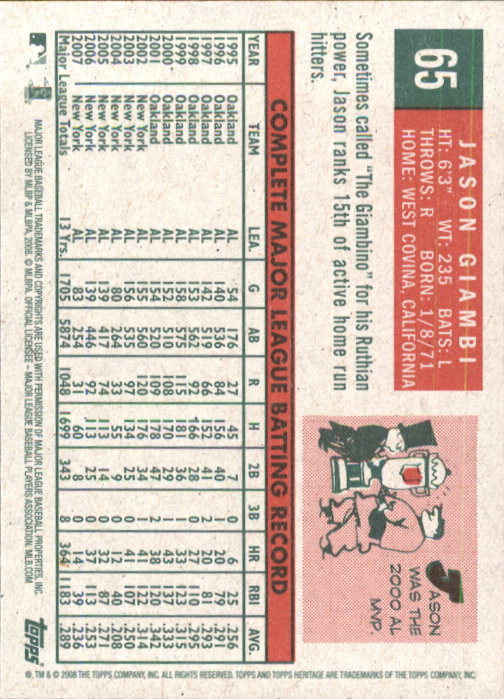 65
JASON GIAMBI
HT: 6'3" WT: 235 BATS: L
THROWS: R BORN: 1/8/71
HOME: WEST COVINA, CALIFORNIA
Sometimes called "The Giambino" for his Ruthian
power, Jason ranks 15th of active home run
hitters.
JASON
WAS THE
2000 AL
MVP.
COMPLETE MAJOR LEAGUE BATTING RECORD
YEAR TEAM LEA. G AB R H 2B 3B HR RBI AVG.
1995 Oakland AL 54 176 27 45 7 0 6 25 .256
1996 Oakland AL 140 536 84 156 40 1 20 79 .291
1997 Oakland AL 142 519 66 152 41 2 20 81 .293
1998 Oakland AL 153 562 92 166 28 0 27 110 .295
1999 Oakland AL 158 575 115 181 36 1 33 123 .315
2000 Oakland AL 152 510 108 170 29 1 43 137 .333
2001 Oakland AL 154 520 109 178 47 2 38 120 .342
2002 New York AL 155 560 120 176 34 1 41 122 .314
2003 New York AL 156 535 97 134 25 0 41 107 .250
2004 New York AL 80 264 33 55 9 0 12 40 .208
2005 New York AL 139 417 74 113 14 0 32 87 .271
2006 New York AL 139 446 92 113 25 0 37 113 .253
2007 New York AL 83 254 31 60 8 0 14 39 .236
Major League Totals 13 Yrs. 1705 5874 1048 1699 343 8 364 1183 .289
MAJOR LEAGUE BASEBALL TRADEMARKS AND COPYRIGHTS ARE USED WITH PERMISSION OF MAJOR LEAGUE BASEBALL PROPERTIES, INC.
LICENSED BY MLBP & MLBPA, 2008. © MLBPA. OFFICIAL LICENSEE – MAJOR LEAGUE BASEBALL PLAYERS ASSOCIATION. MLB.COM
topps
®, TM & © 2008 THE TOPPS COMPANY, INC. ALL RIGHTS RESERVED. TOPPS AND TOPPS HERITAGE ARE TRADEMARKS OF THE TOPPS COMPANY, INC.